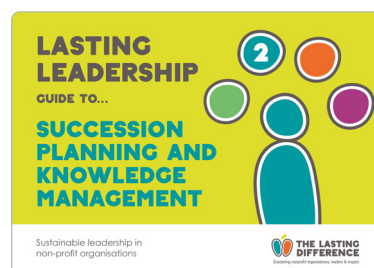 LASTING
LEADERSHIP
GUIDE TO...
SUCCESSION
PLANNING AND
KNOWLEDGE
MANAGEMENT
2
Sustainable leadership in
non-profit organisations
THE LASTING
DIFFERENCE
Sustaining nonprofit organisations, leaders & impact